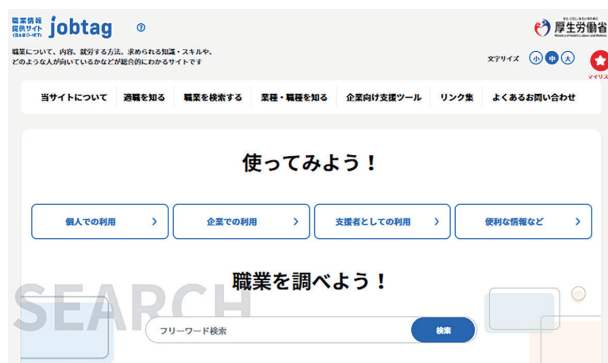 職業情報
提供サイト
jobtag
厚生労働省
職業について、内容、就労する方法、求められる知識・スキルや、
どのような人が向いているかなどが総合的にわかるサイトです
文字サイズ 小 中 大
マイリス
当サイトについて 適職を知る 職業を検索する 業種・職種を知る 企業向け支援ツール リンク集 よくあるお問い合わせ
使ってみよう！
個人での利用 企業での利用 支援者としての利用 便利な情報など
職業を調べよう！
SEARCH
フリーワード検索 検索